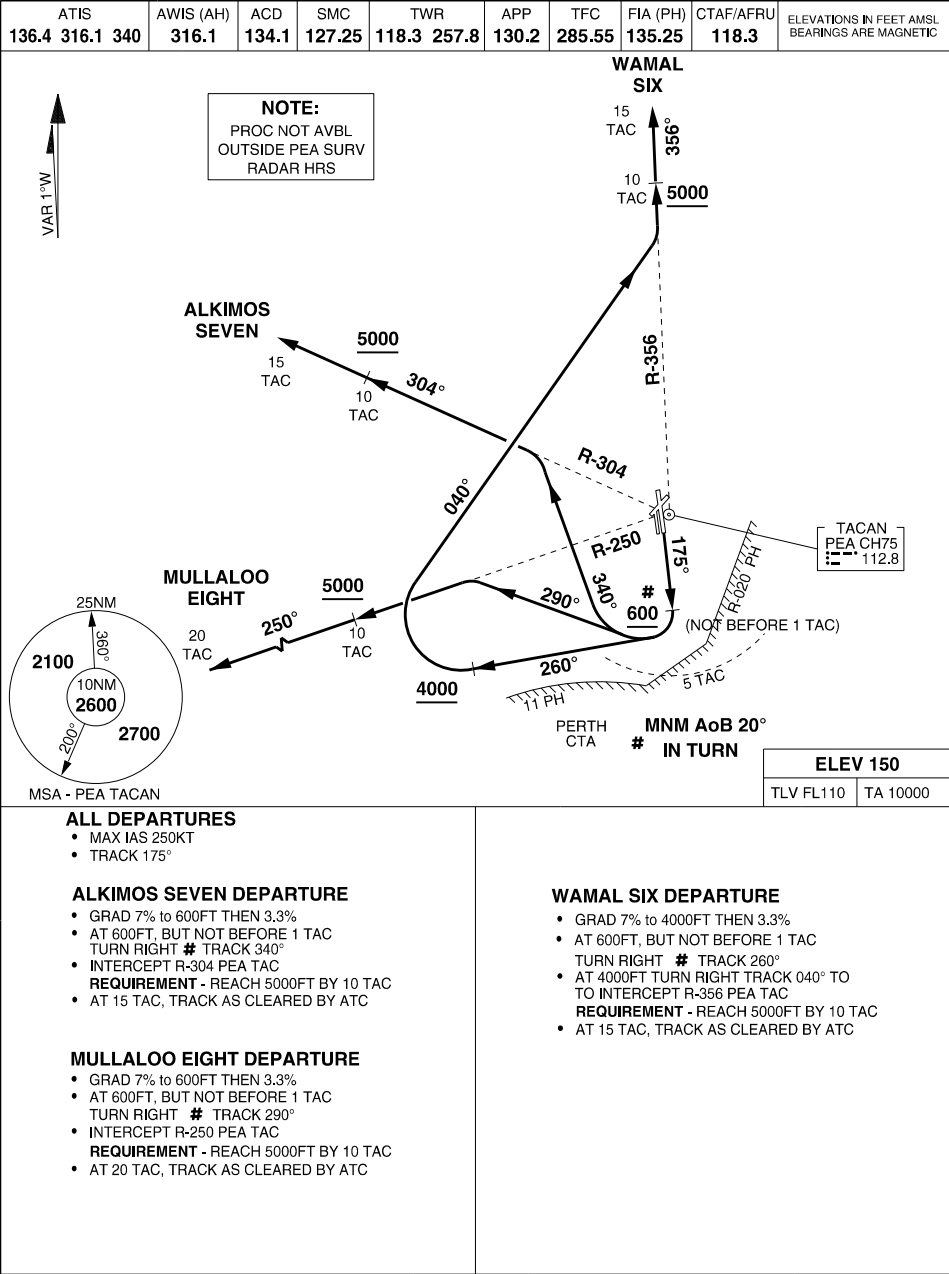 ATIS
136.4 316.1 340
AWIS (AH)
316.1
ACD
134.1
SMC
127.25
TWR
118.3 257.8
APP
130.2
TFC
285.55
FIA (PH)
135.25
CTAF/AFRU
118.3
ELEVATIONS IN FEET AMSL
BEARINGS ARE MAGNETIC
VAR 1°W
NOTE:
PROC NOT AVBL
OUTSIDE PEA SURV
RADAR HRS
WAMAL
SIX
15
TAC
356°
10
TAC
5000
ALKIMOS
SEVEN
15
TAC
5000
10
TAC
304°
R-356
R-304
040°
R-250
175°
TACAN
PEA CH75
112.8
R-020 PH
MULLALOO
EIGHT
5000
250°
20
TAC
10
TAC
290°
340°
#
600
(NOT BEFORE 1 TAC)
260°
4000
5 TAC
11 PH
PERTH
CTA
# MNM AoB 20°
IN TURN
25NM
360°
2100
10NM
2600
2700
200°
MSA - PEA TACAN
ELEV 150
TLV FL110
TA 10000
ALL DEPARTURES
• MAX IAS 250KT
• TRACK 175°
ALKIMOS SEVEN DEPARTURE
• GRAD 7% to 600FT THEN 3.3%
• AT 600FT, BUT NOT BEFORE 1 TAC
TURN RIGHT # TRACK 340°
• INTERCEPT R-304 PEA TAC
REQUIREMENT - REACH 5000FT BY 10 TAC
• AT 15 TAC, TRACK AS CLEARED BY ATC
MULLALOO EIGHT DEPARTURE
• GRAD 7% to 600FT THEN 3.3%
• AT 600FT, BUT NOT BEFORE 1 TAC
TURN RIGHT # TRACK 290°
• INTERCEPT R-250 PEA TAC
REQUIREMENT - REACH 5000FT BY 10 TAC
• AT 20 TAC, TRACK AS CLEARED BY ATC
WAMAL SIX DEPARTURE
• GRAD 7% to 4000FT THEN 3.3%
• AT 600FT, BUT NOT BEFORE 1 TAC
TURN RIGHT # TRACK 260°
• AT 4000FT TURN RIGHT TRACK 040° TO
TO INTERCEPT R-356 PEA TAC
REQUIREMENT - REACH 5000FT BY 10 TAC
• AT 15 TAC, TRACK AS CLEARED BY ATC